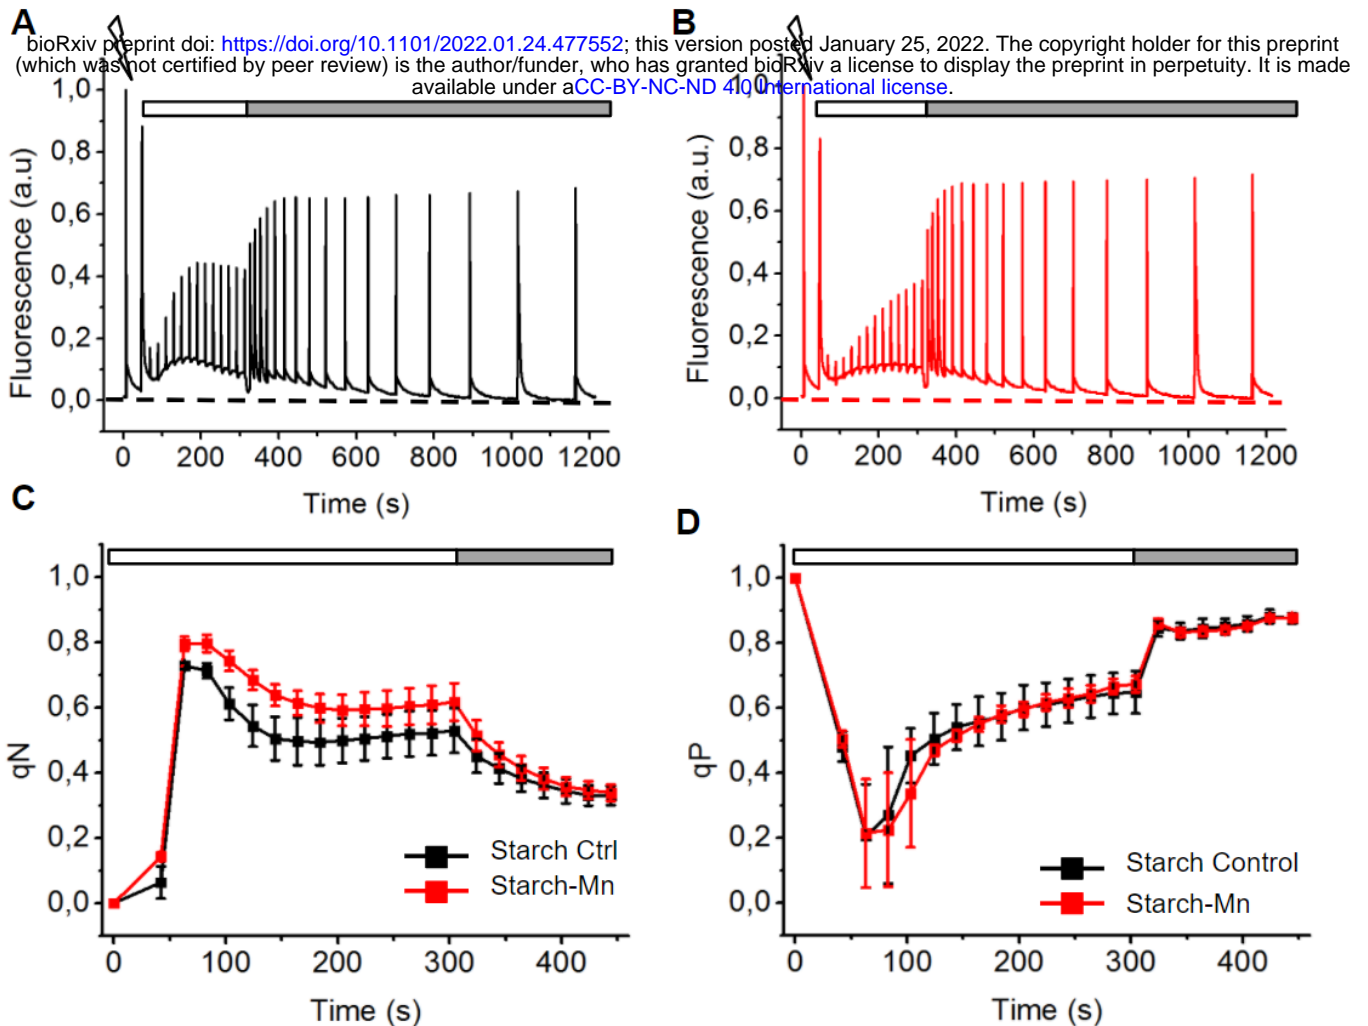 A
B
bioRxiv preprint doi: https://doi.org/10.1101/2022.01.24.477552; this version posted January 25, 2022. The copyright holder for this preprint
(which was not certified by peer review) is the author/funder, who has granted bioRxiv a license to display the preprint in perpetuity. It is made
available under aCC-BY-NC-ND 4.0 International license.
1,0
0,8
0,6
0,4
0,2
0,0
Fluorescence (a.u)
0 200 400 600 800 1000 1200
Time (s)
1,0
0,8
0,6
0,4
0,2
0,0
Fluorescence (a.u.)
0 200 400 600 800 1000 1200
Time (s)
C
1,0
0,8
0,6
0,4
0,2
0,0
qN
Starch Ctrl
Starch-Mn
0 100 200 300 400
Time (s)
D
1,0
0,8
0,6
0,4
0,2
0,0
qP
Starch Control
Starch-Mn
0 100 200 300 400
Time (s)